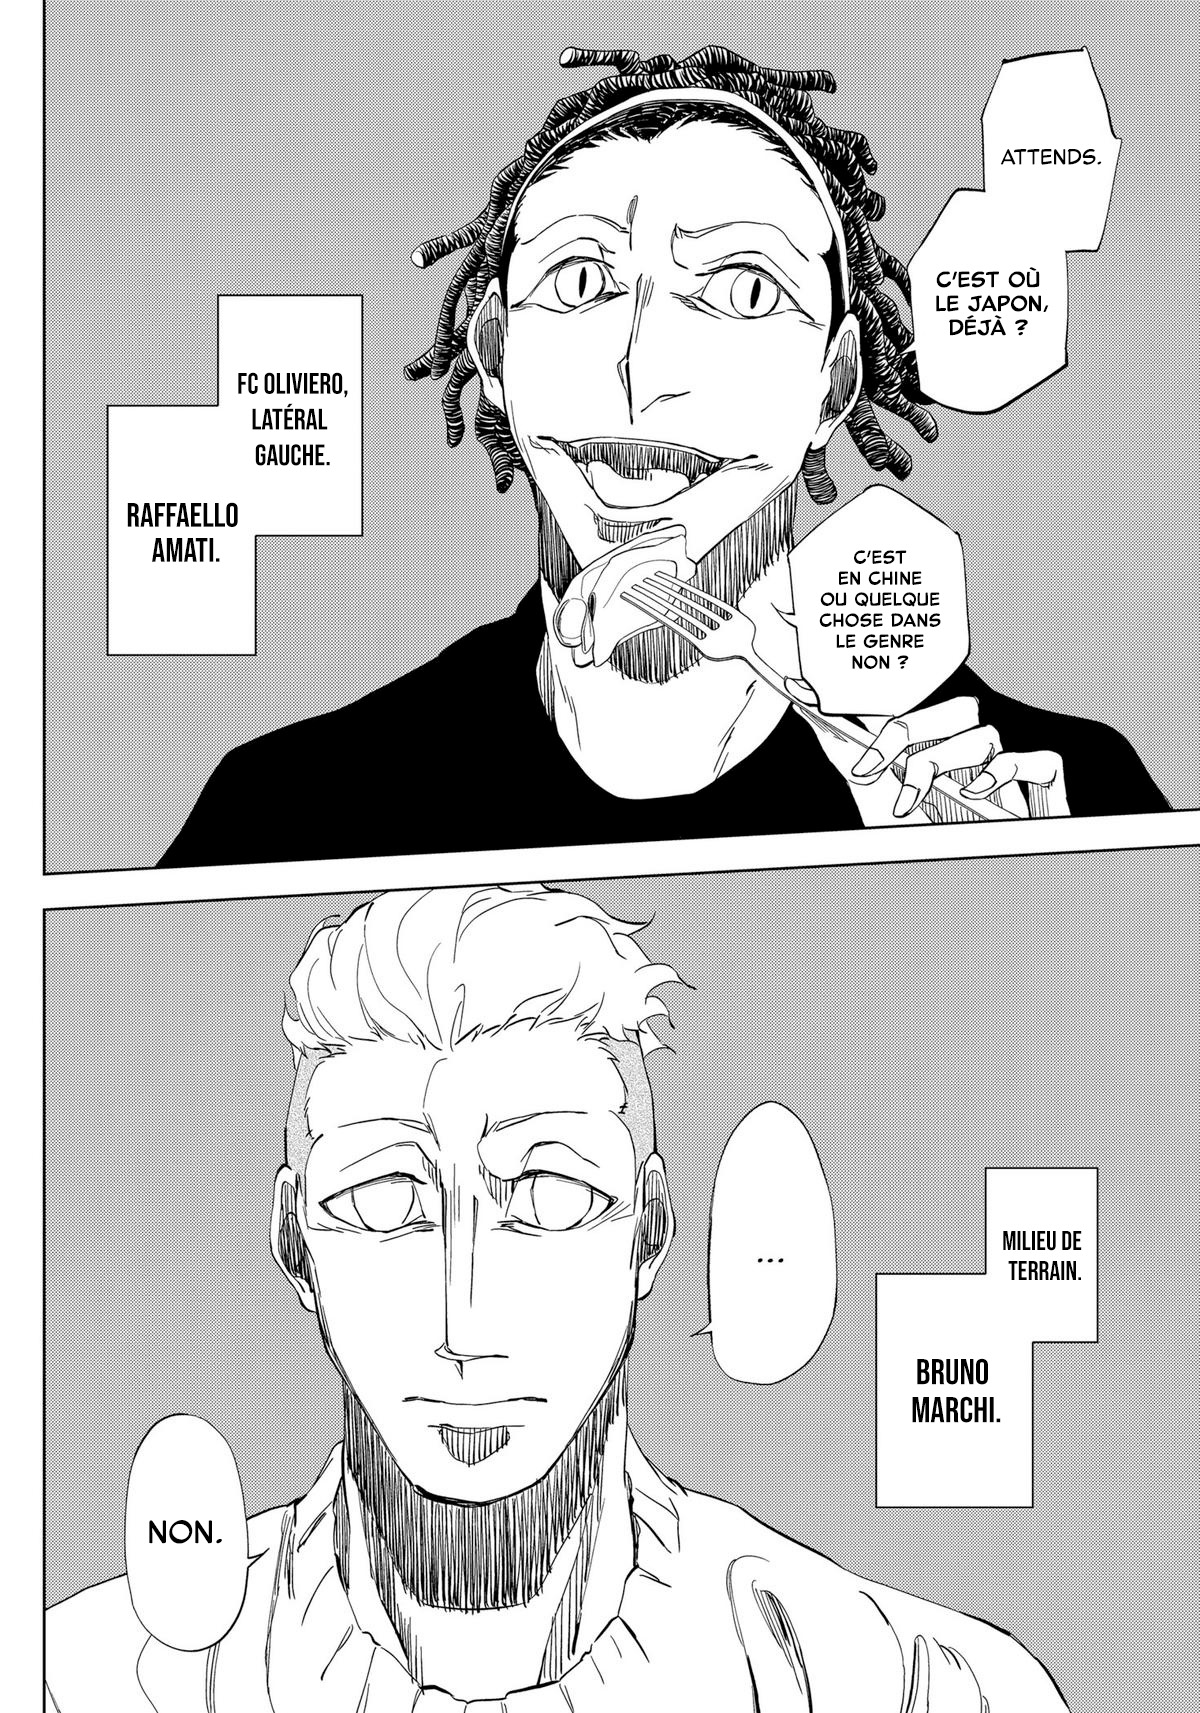 ATTENDS.
C'EST OÙ
LE JAPON,
DÉJÀ ?
FC OLIVIERO,
LATÉRAL
GAUCHE.
RAFFAELLO
AMATI.
C'EST
EN CHINE
OU QUELQUE
CHOSE DANS
LE GENRE
NON ?
MILIEU DE
TERRAIN.
BRUNO
MARCHI.
...
NON.